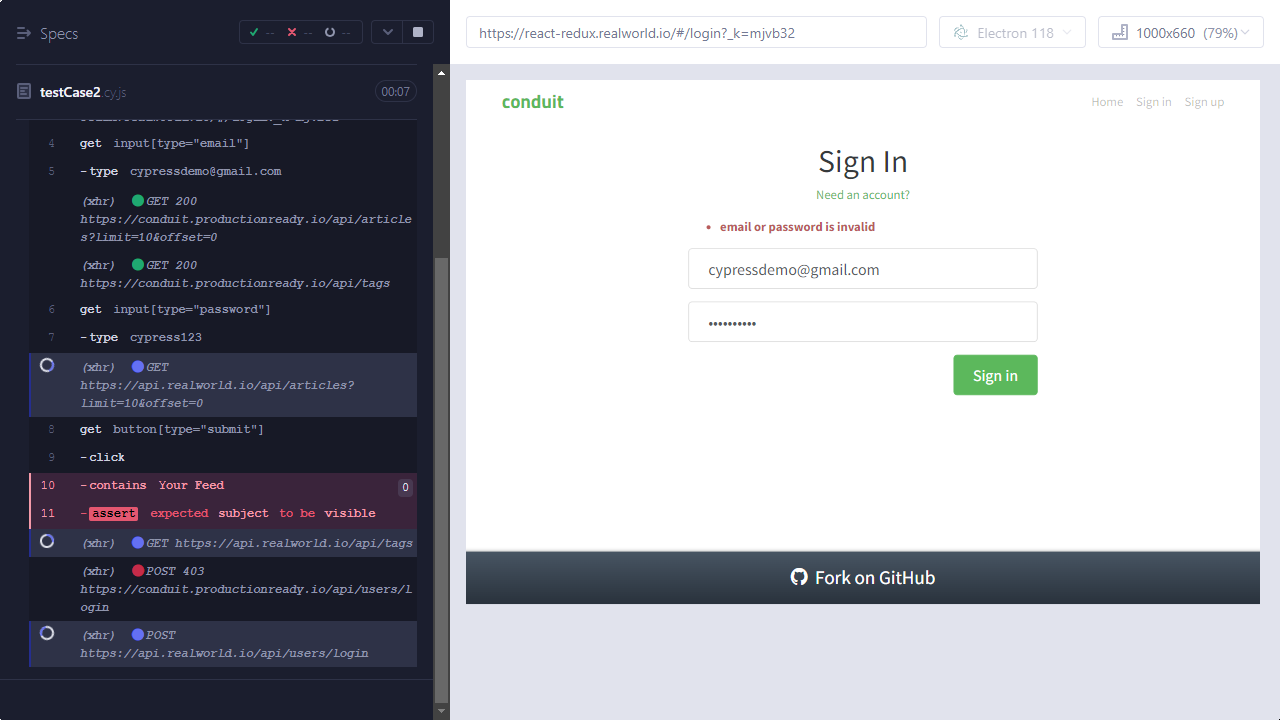 Specs
--
--
--
testCase2.cy.js
00:07
4 get input[type="email"]
5 -type cypressdemo@gmail.com
(xhr) GET 200
https://conduit.productionready.io/api/article
s?limit=10&offset=0
(xhr) GET 200
https://conduit.productionready.io/api/tags
6 get input[type="password"]
7 -type cypress123
(xhr) GET
https://api.realworld.io/api/articles?
limit=10&offset=0
8 get button[type="submit"]
9 -click
10 -contains Your Feed 0
11 -assert expected subject to be visible
(xhr) GET https://api.realworld.io/api/tags
(xhr) POST 403
https://conduit.productionready.io/api/users/l
ogin
(xhr) POST
https://api.realworld.io/api/users/login
https://react-redux.realworld.io/#/login?_k=mjvb32
Electron 118
1000x660 (79%)
conduit
Home Sign in Sign up
Sign In
Need an account?
• email or password is invalid
cypressdemo@gmail.com
••••••••••
Sign in
Fork on GitHub